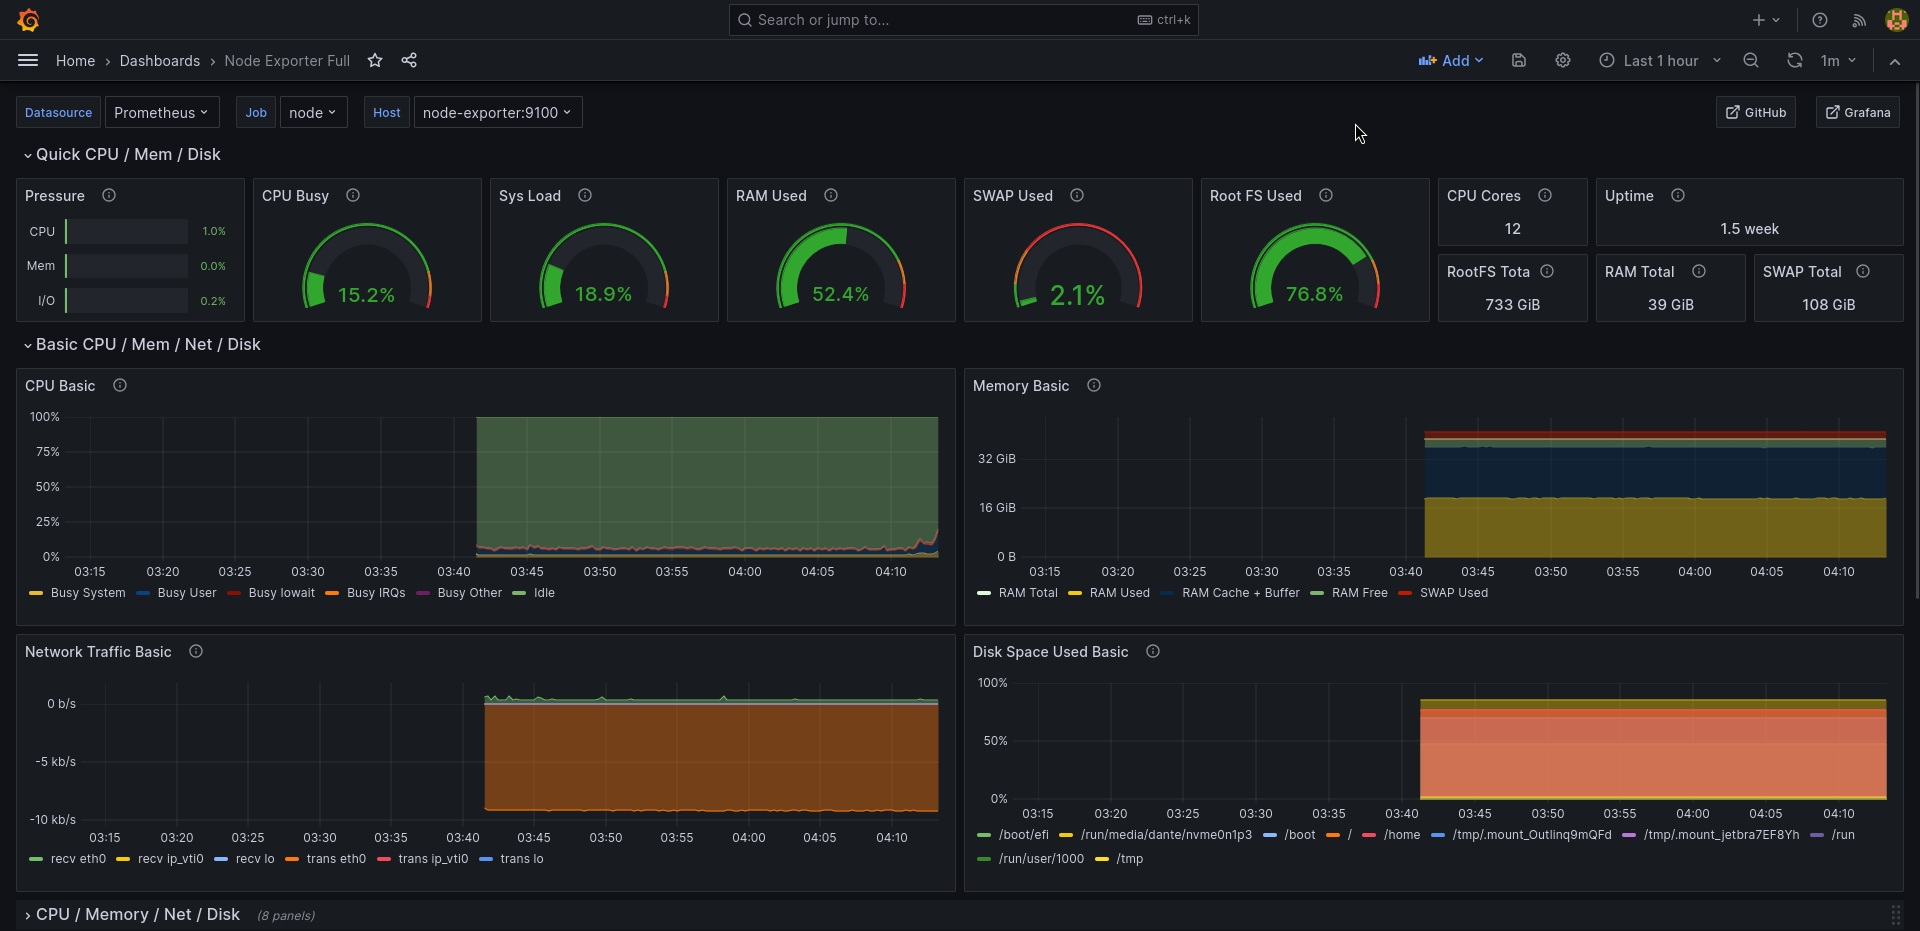 Search or jump to... ctrl+k
Home › Dashboards › Node Exporter Full Add Last 1 hour 1m
Datasource Prometheus Job node Host node-exporter:9100 GitHub Grafana
Quick CPU / Mem / Disk
Pressure
CPU 1.0%
Mem 0.0%
I/O 0.2%
CPU Busy
15.2%
Sys Load
18.9%
RAM Used
52.4%
SWAP Used
2.1%
Root FS Used
76.8%
CPU Cores
12
Uptime
1.5 week
RootFS Tota
733 GiB
RAM Total
39 GiB
SWAP Total
108 GiB
Basic CPU / Mem / Net / Disk
CPU Basic
100%
75%
50%
25%
0%
03:15 03:20 03:25 03:30 03:35 03:40 03:45 03:50 03:55 04:00 04:05 04:10
Busy System Busy User Busy Iowait Busy IRQs Busy Other Idle
Memory Basic
32 GiB
16 GiB
0 B
03:15 03:20 03:25 03:30 03:35 03:40 03:45 03:50 03:55 04:00 04:05 04:10
RAM Total RAM Used RAM Cache + Buffer RAM Free SWAP Used
Network Traffic Basic
0 b/s
-5 kb/s
-10 kb/s
03:15 03:20 03:25 03:30 03:35 03:40 03:45 03:50 03:55 04:00 04:05 04:10
recv eth0 recv ip_vti0 recv lo trans eth0 trans ip_vti0 trans lo
Disk Space Used Basic
100%
50%
0%
03:15 03:20 03:25 03:30 03:35 03:40 03:45 03:50 03:55 04:00 04:05 04:10
/boot/efi /run/media/dante/nvme0n1p3 /boot / /home /tmp/.mount_Outlinq9mQFd /tmp/.mount_jetbra7EF8Yh /run
/run/user/1000 /tmp
CPU / Memory / Net / Disk (8 panels)